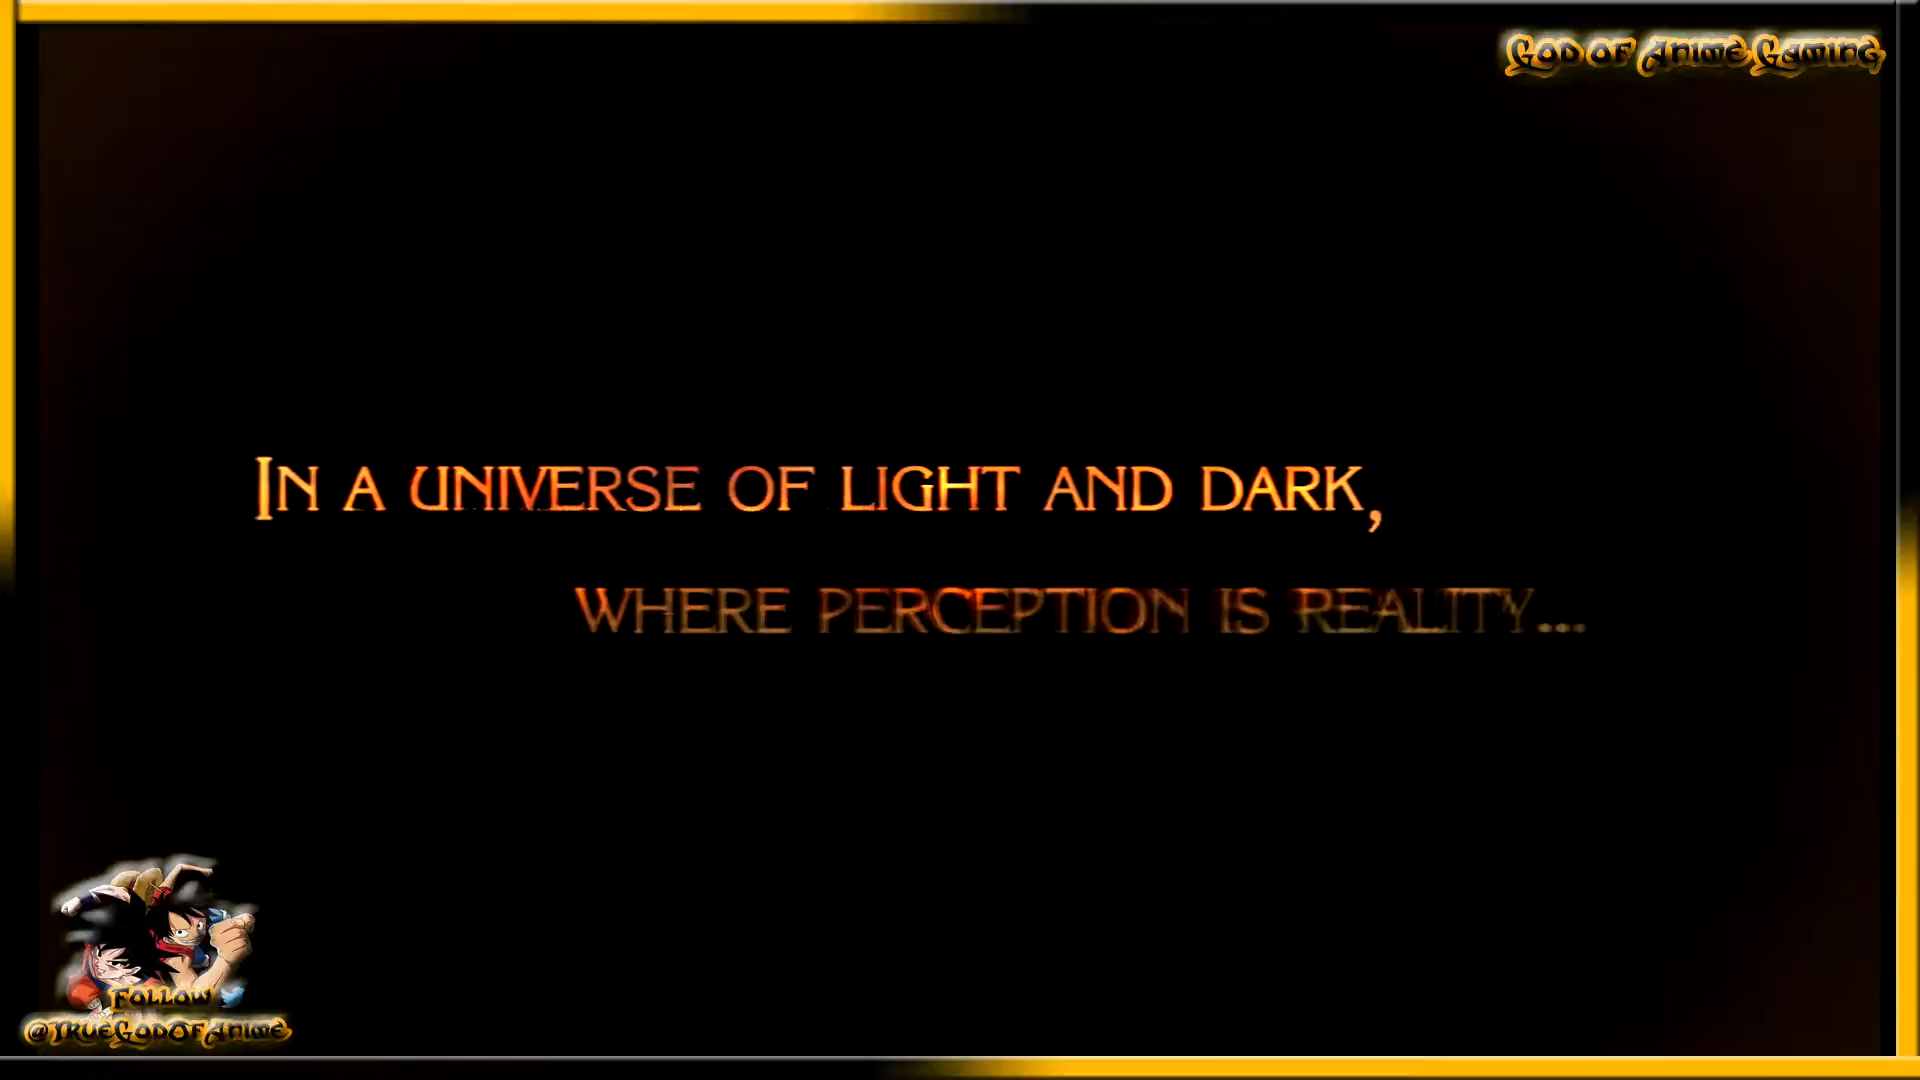 God of Anime Gaming
In a universe of light and dark,
where perception is reality...
Follow
@TrueGodOfAnime